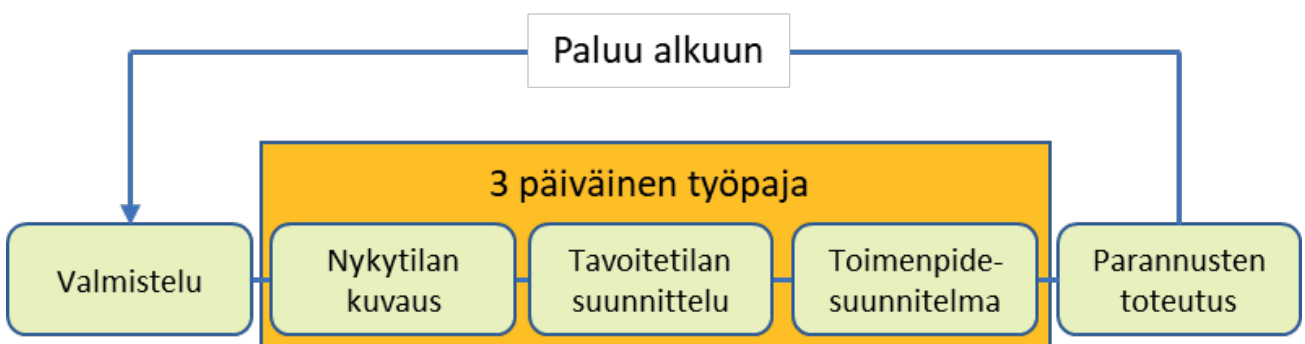 Paluu alkuun
3 päiväinen työpaja
Valmistelu
Nykytilan
kuvaus
Tavoitetilan
suunnittelu
Toimenpide-
suunnitelma
Parannusten
toteutus